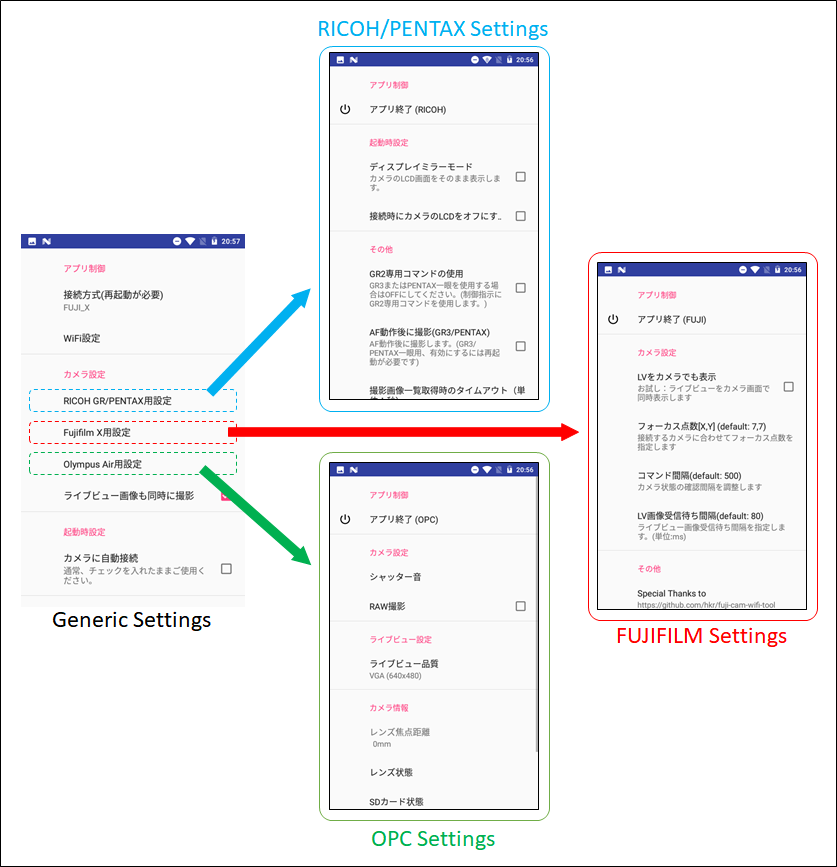 RICOH/PENTAX Settings
20:56
アプリ制御
アプリ終了 (RICOH)
起動時設定
ディスプレイミラーモード
カメラのLCD画面をそのまま表示しま
す。
接続時にカメラのLCDをオフにす..
その他
GR2専用コマンドの使用
GR3またはPENTAX一眼を使用する場
合はOFFにしてください。(制御指示に
GR2専用コマンドを使用します。)
AF動作後に撮影(GR3/PENTAX)
AF動作後に撮影します。(GR3/
PENTAX一眼用、有効にするには再起
動が必要です)
撮影画像一覧取得時のタイムアウト（単
20:57
アプリ制御
接続方式(再起動が必要)
FUJI_X
WiFi設定
カメラ設定
RICOH GR/PENTAX用設定
Fujifilm X用設定
Olympus Air用設定
ライブビュー画像も同時に撮影
起動時設定
カメラに自動接続
通常、チェックを入れたままご使用く
ださい。
Generic Settings
20:56
アプリ制御
アプリ終了 (FUJI)
カメラ設定
LVをカメラでも表示
お試し：ライブビューをカメラ画面で
同時表示します
フォーカス点数[X,Y] (default: 7,7)
接続するカメラに合わせてフォーカス点数を
指定します
コマンド間隔(default: 500)
カメラ状態の確認間隔を調整します
LV画像受信待ち間隔(default: 80)
ライブビュー画像受信待ち間隔を指定しま
す。(単位:ms)
その他
Special Thanks to
https://github.com/hkr/fuji-cam-wifi-tool
FUJIFILM Settings
20:56
アプリ制御
アプリ終了 (OPC)
カメラ設定
シャッター音
RAW撮影
ライブビュー設定
ライブビュー品質
VGA (640x480)
カメラ情報
レンズ焦点距離
0mm
レンズ状態
SDカード状態
OPC Settings